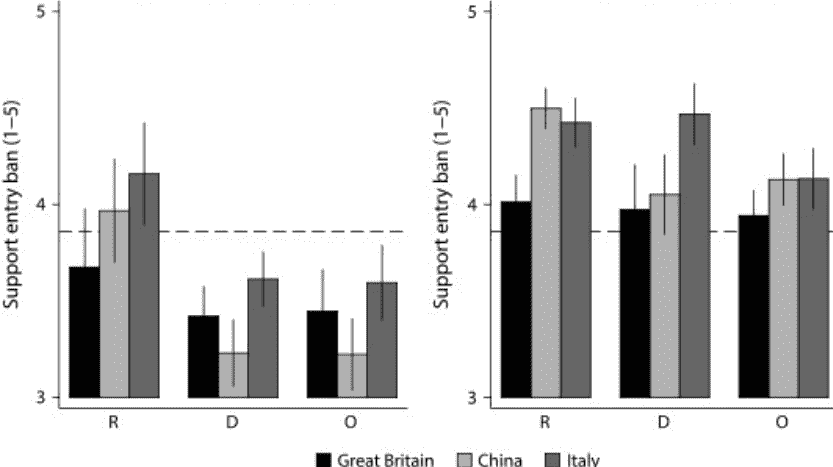 5
4
3
Support entry ban (1–5)
R D O
5
4
3
Support entry ban (1–5)
R D O
Great Britain China Italy